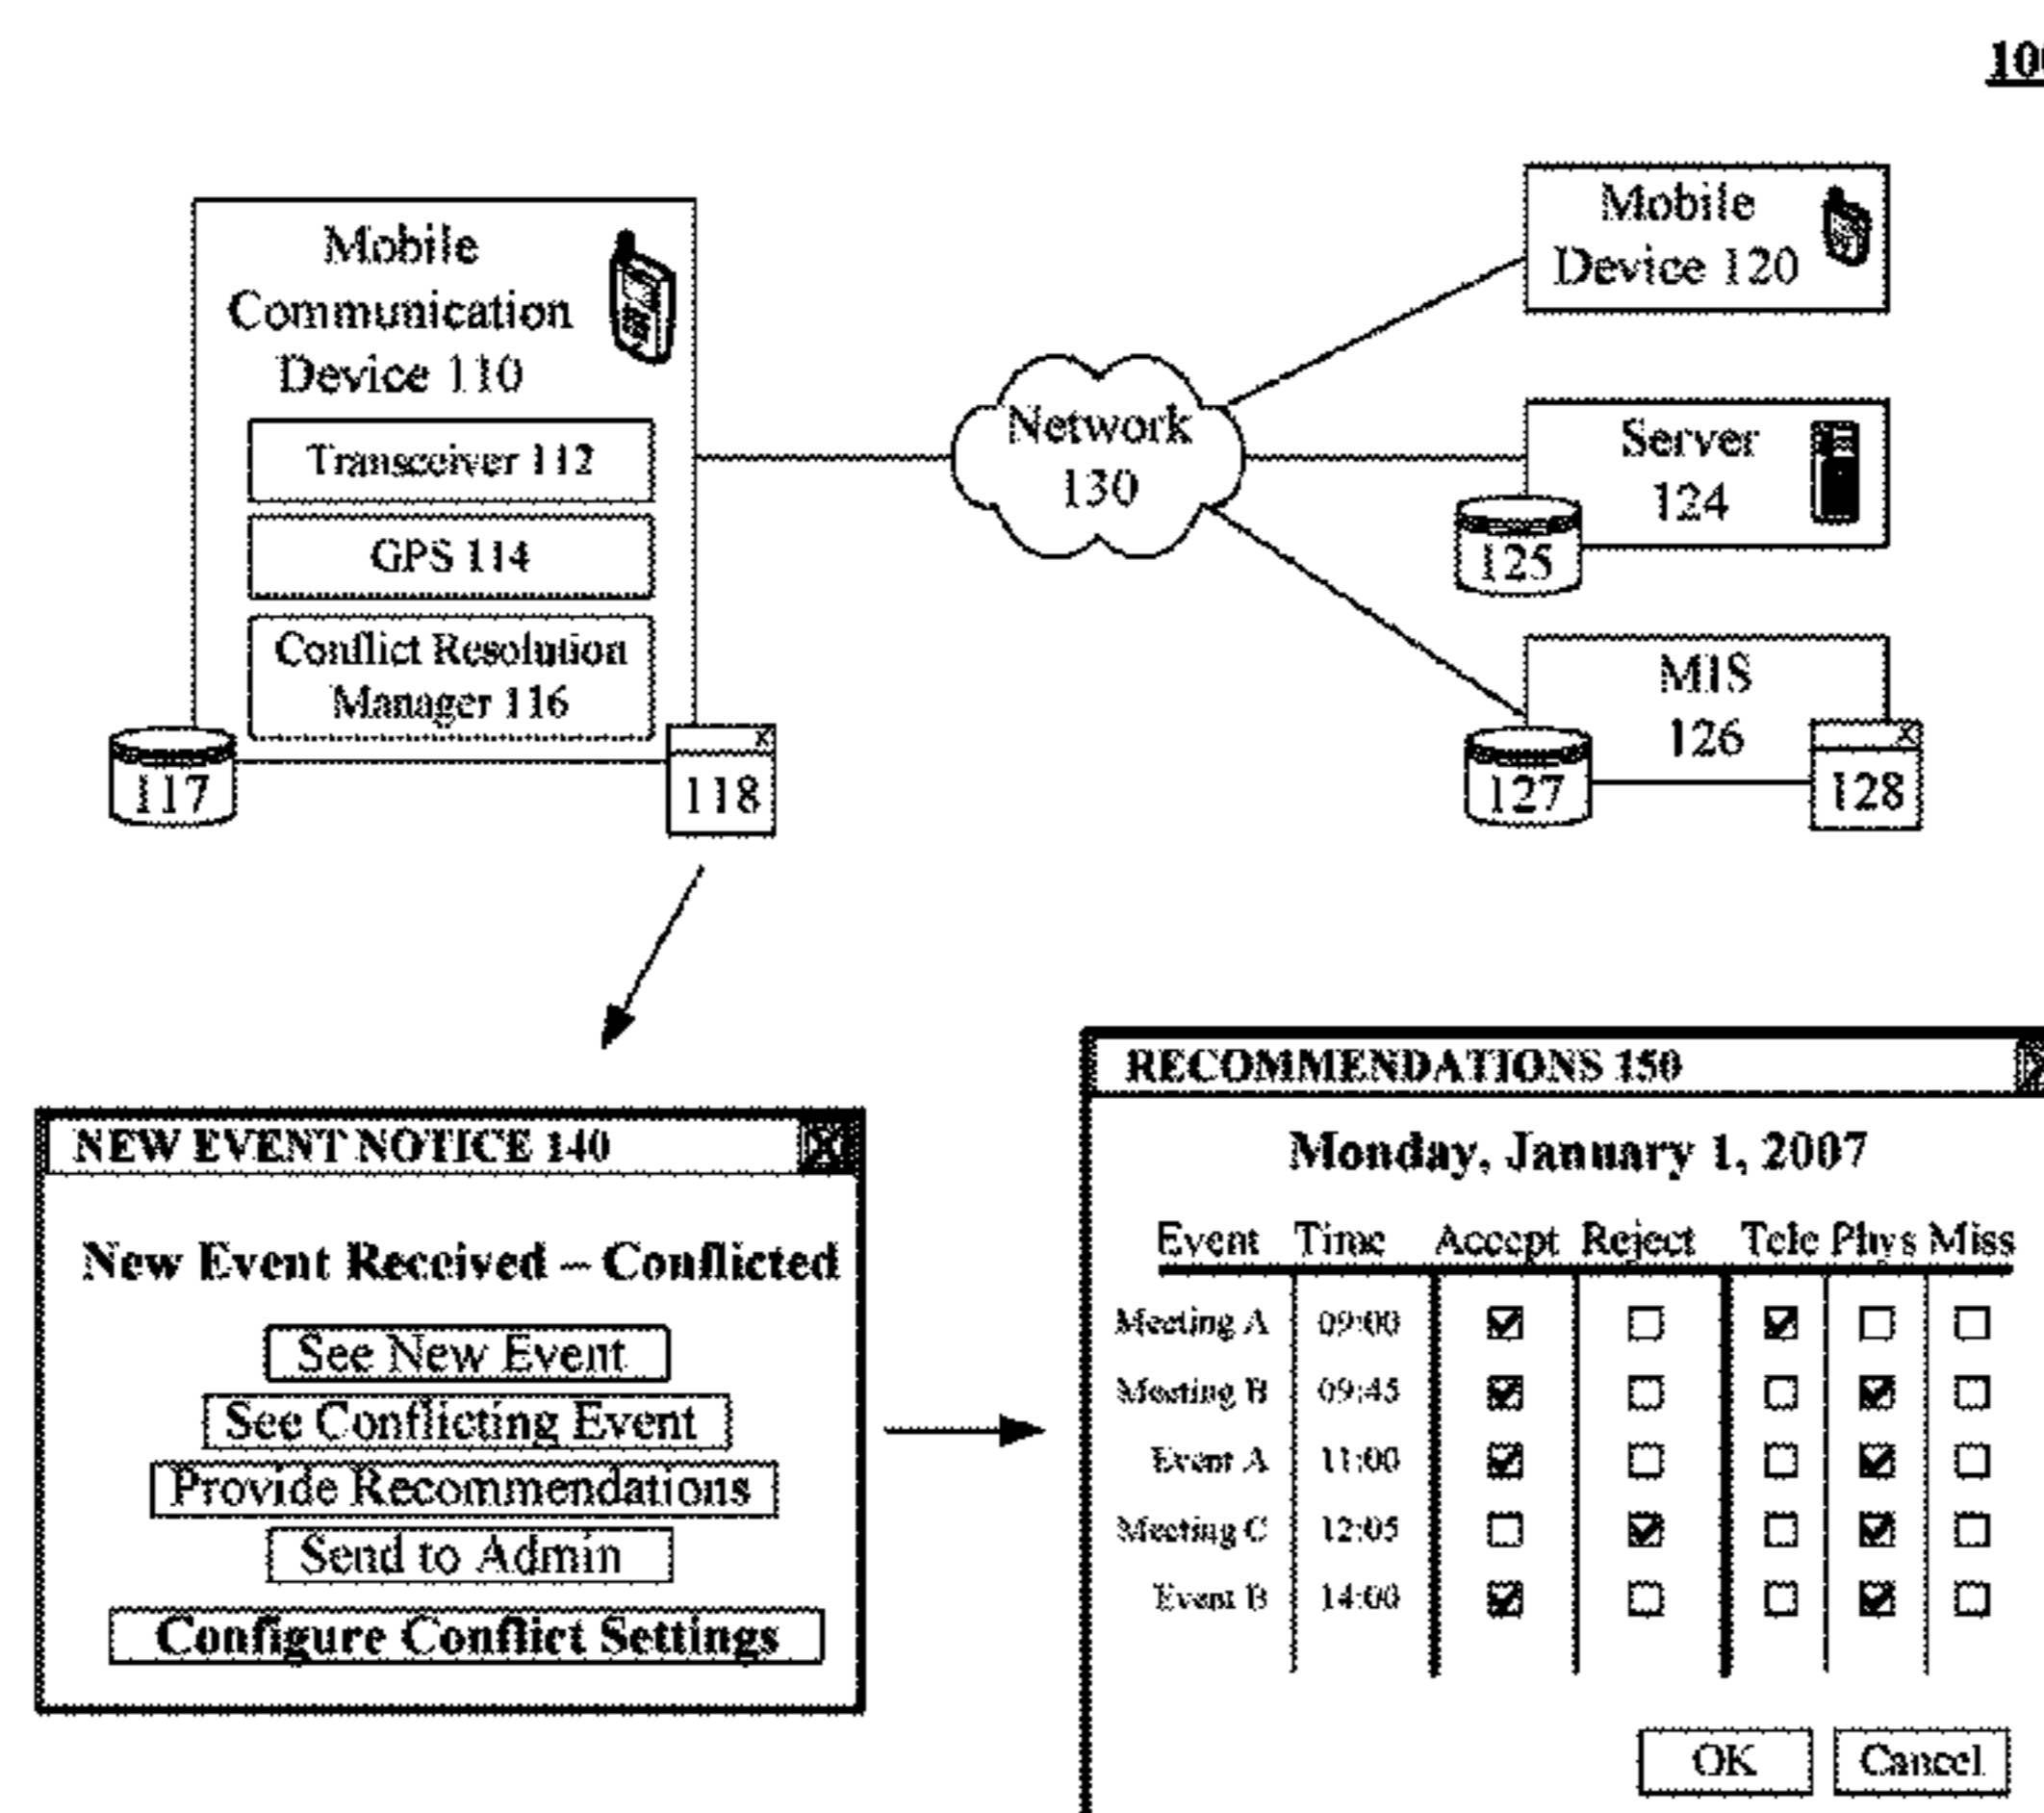 100
Mobile
Communication
Device 110
Transceiver 112
GPS 114
Conflict Resolution
Manager 116
117
x
118
Network
130
Mobile
Device 120
Server
124
125
MIS
126
127
x
128
NEW EVENT NOTICE 140 X
New Event Received – Conflicted
See New Event
See Conflicting Event
Provide Recommendations
Send to Admin
Configure Conflict Settings
RECOMMENDATIONS 150
Monday, January 1, 2007
Event Time Accept Reject Tele Phys Miss
Meeting A 09:00
Meeting B 09:45
Event A 11:00
Meeting C 12:05
Event B 14:00
OK Cancel